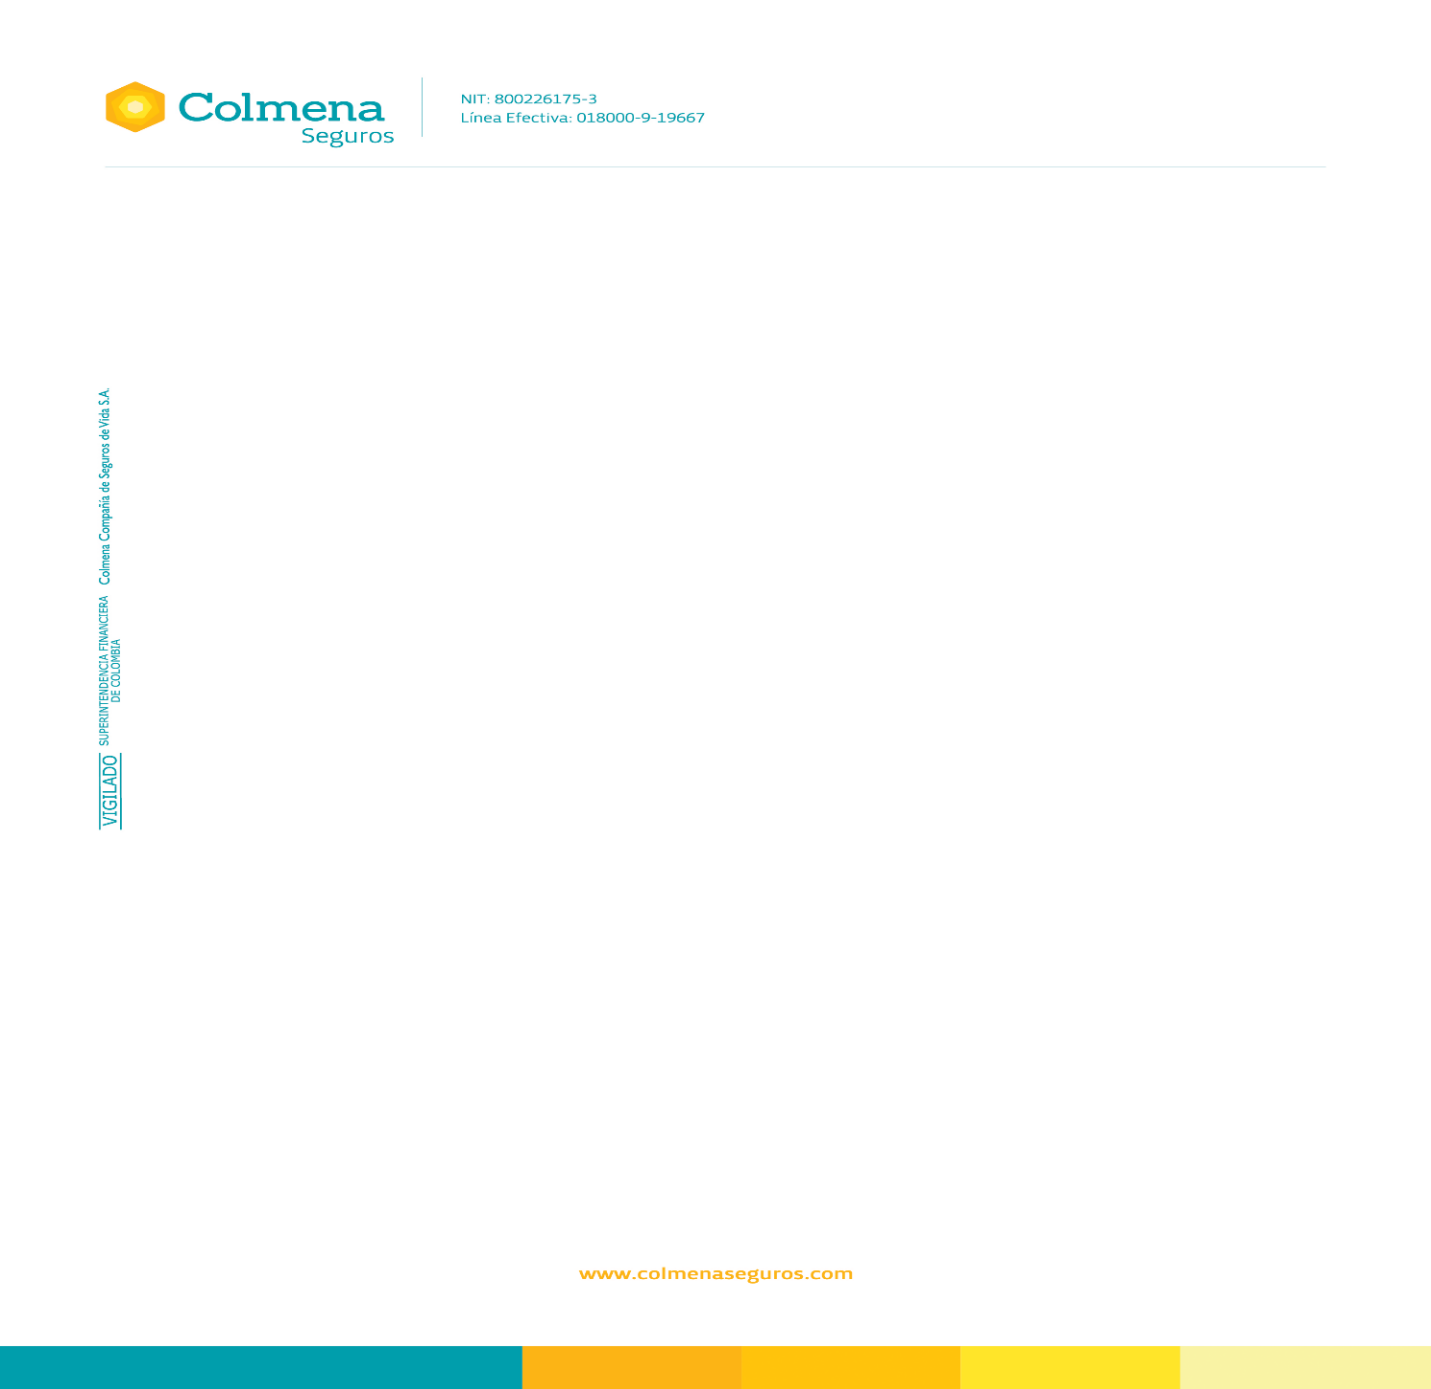 Colmena
Seguros
NIT: 800226175-3
Línea Efectiva: 018000-9-19667
VIGILADO SUPERINTENDENCIA FINANCIERA
DE COLOMBIA
Colmena Compañía de Seguros de Vida S.A.
www.colmenaseguros.com